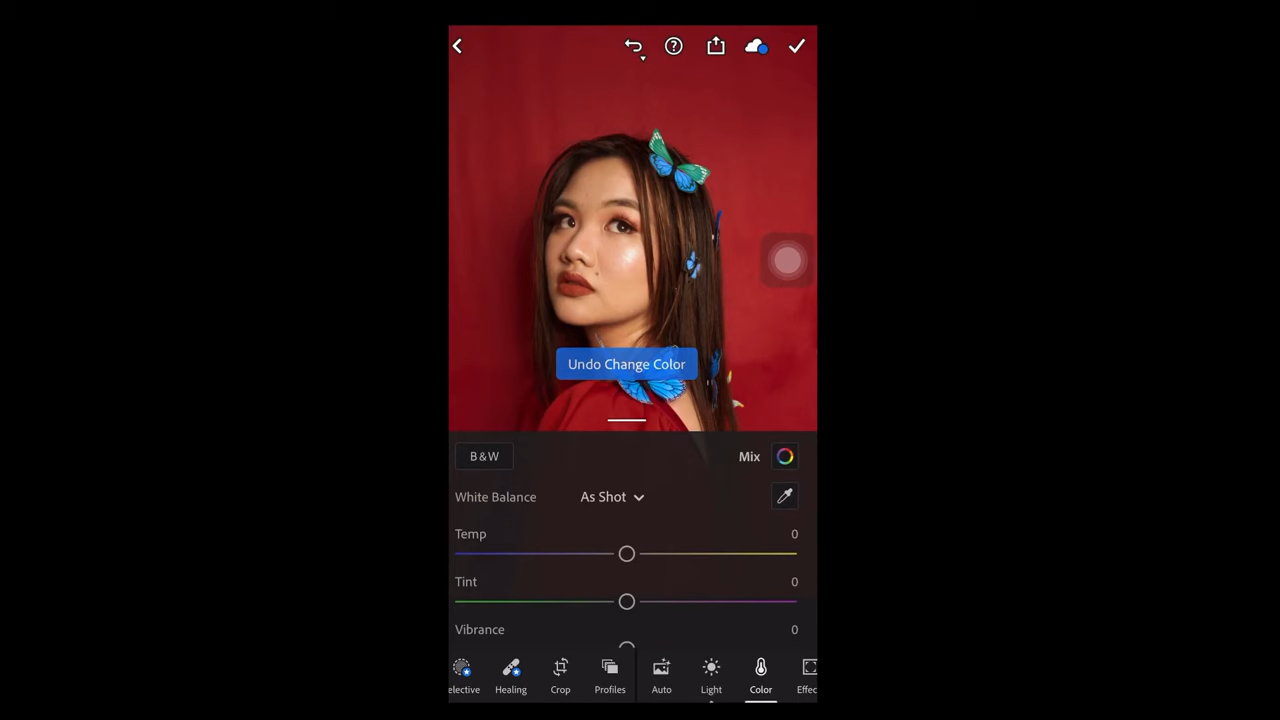 Undo Change Color
B&W
Mix
White Balance
As Shot
Temp
0
Tint
0
Vibrance
0
elective
Healing
Crop
Profiles
Auto
Light
Color
Effec